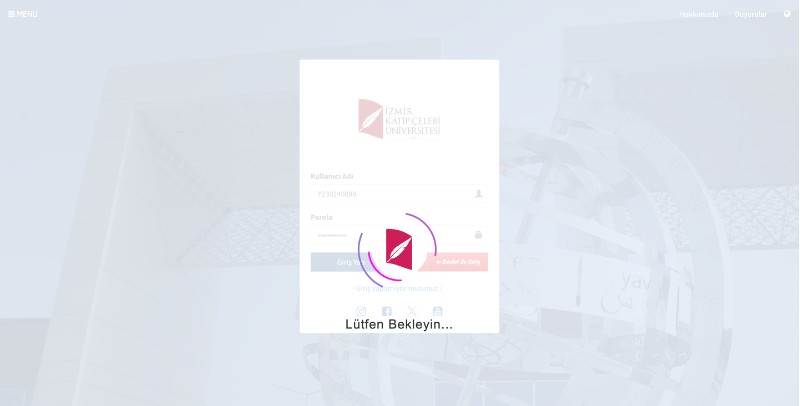 MENU
Hakkımızda
Duyurular
İZMİR
KÂTİP ÇELEBİ
ÜNİVERSİTESİ
Kullanıcı Adı
Parola
Giriş Yap
e-Devlet ile Giriş
Giriş yapamıyor musunuz ?
Lütfen Bekleyin...
yav